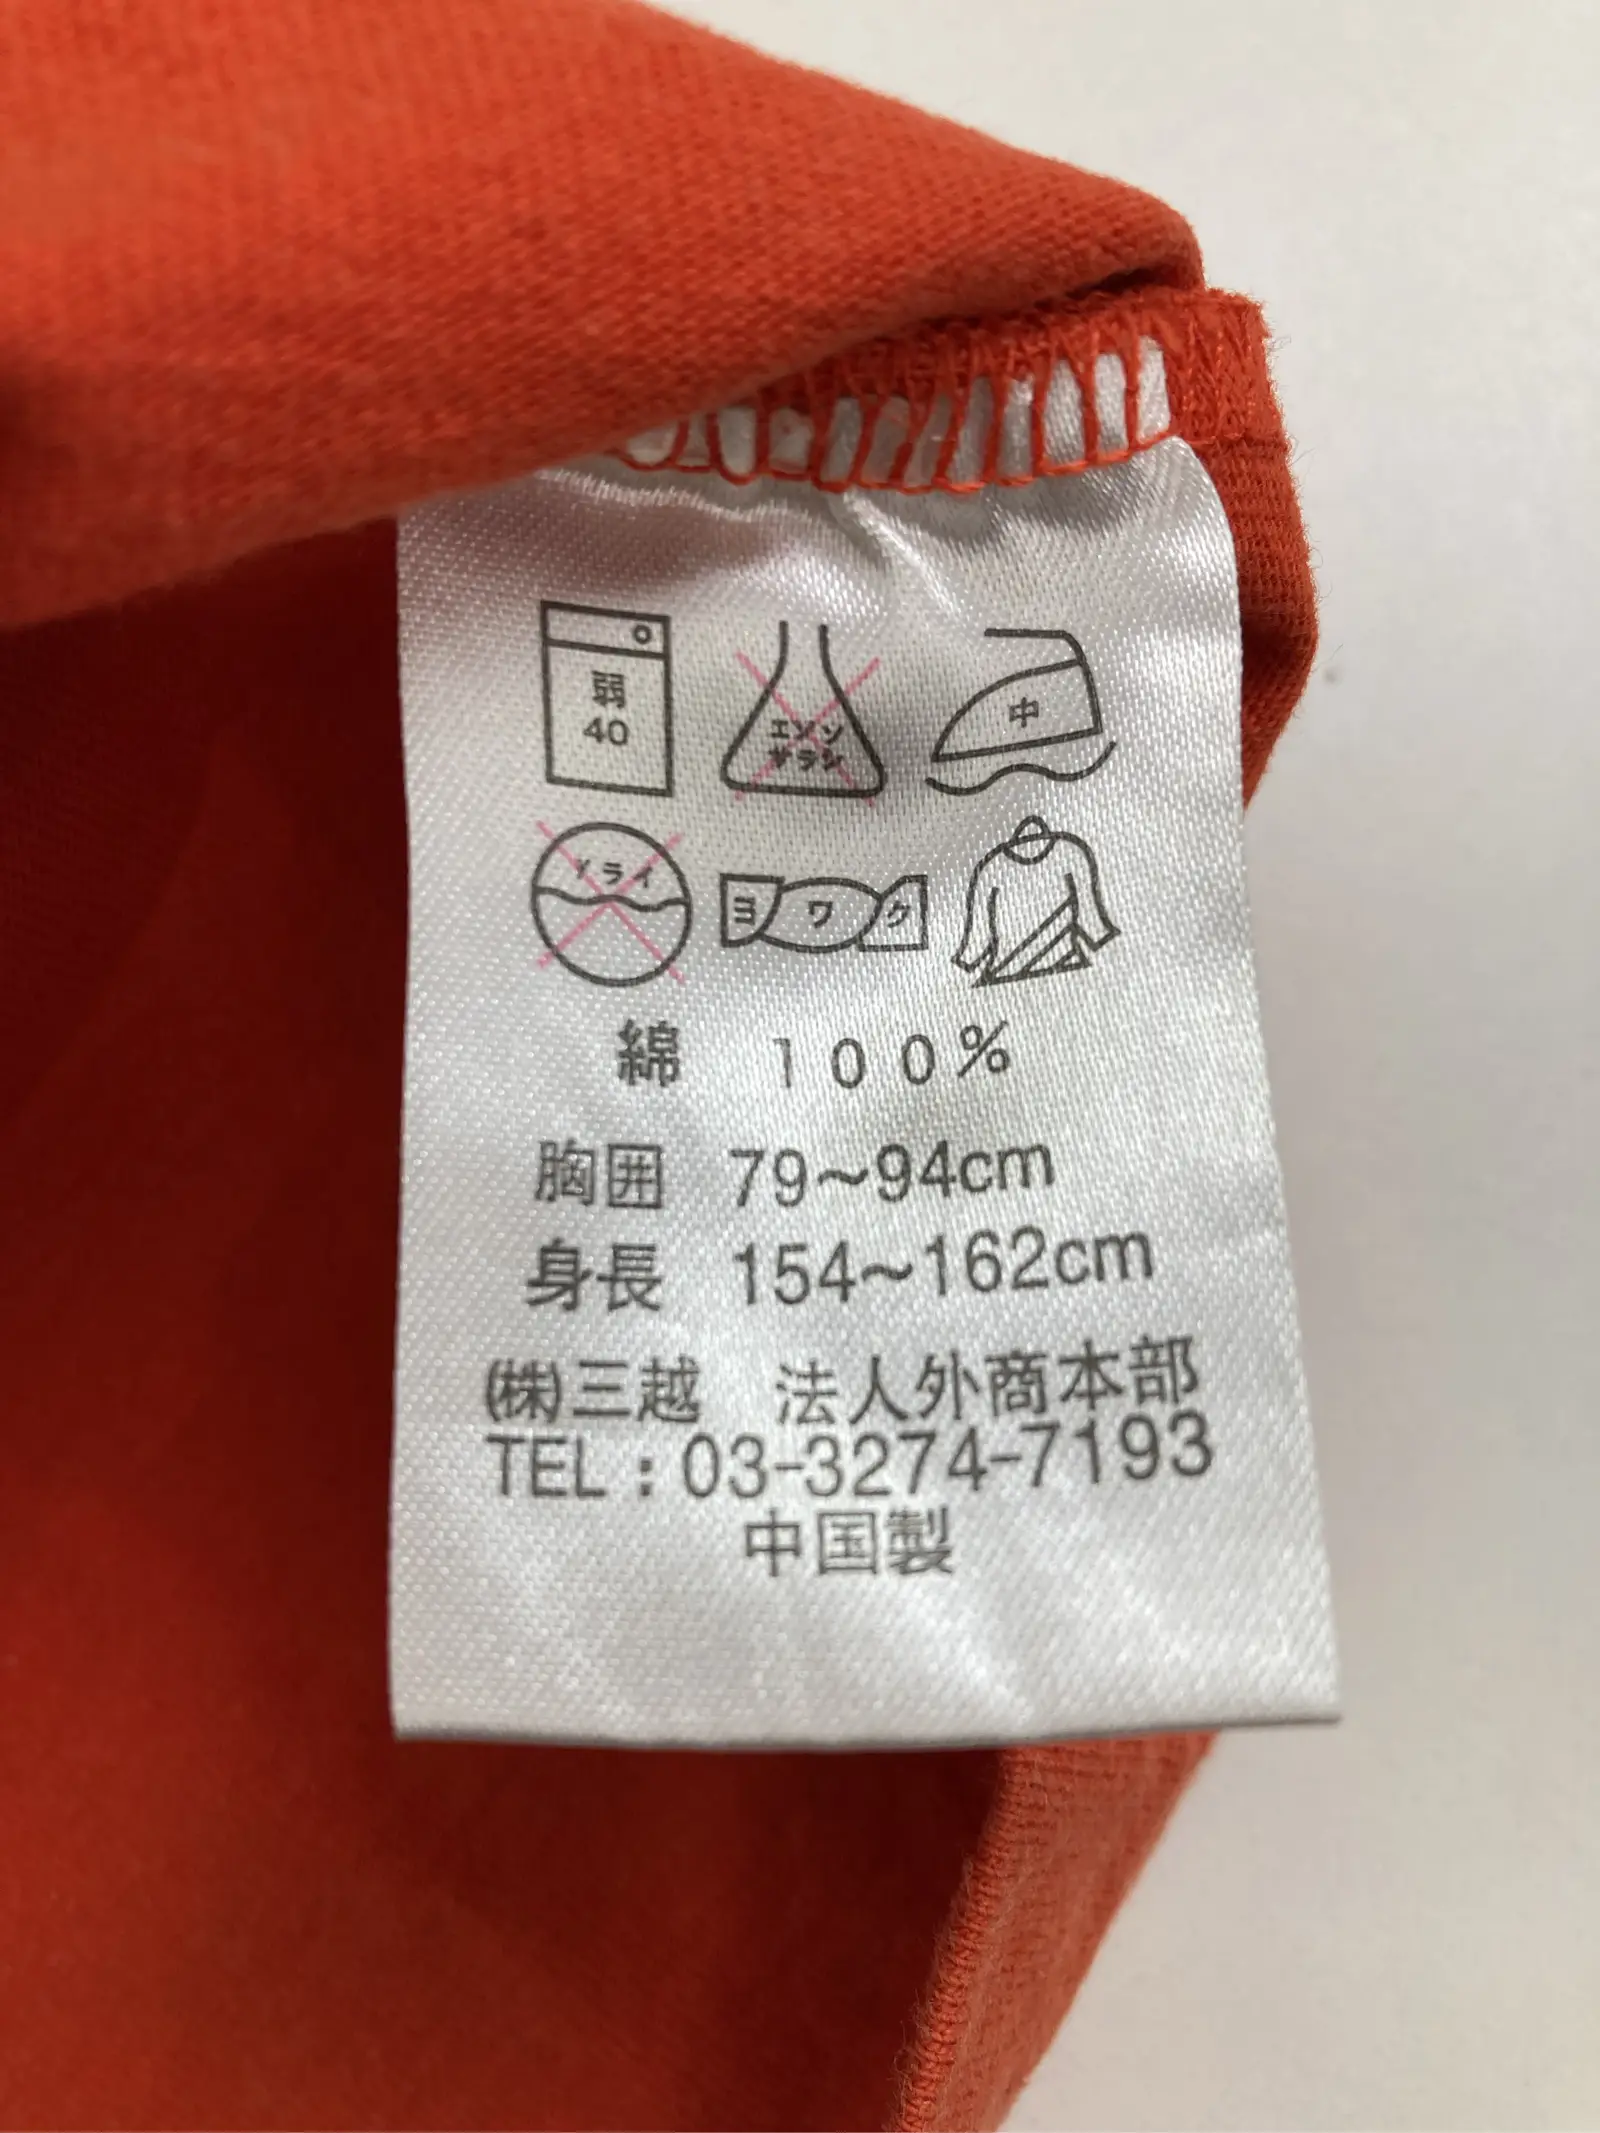 弱
40
エンソ
サラシ
中
ドライ
ヨワク
綿 100%
胸囲 79~94cm
身長 154~162cm
㈱三越 法人外商本部
TEL:03-3274-7193
中国製